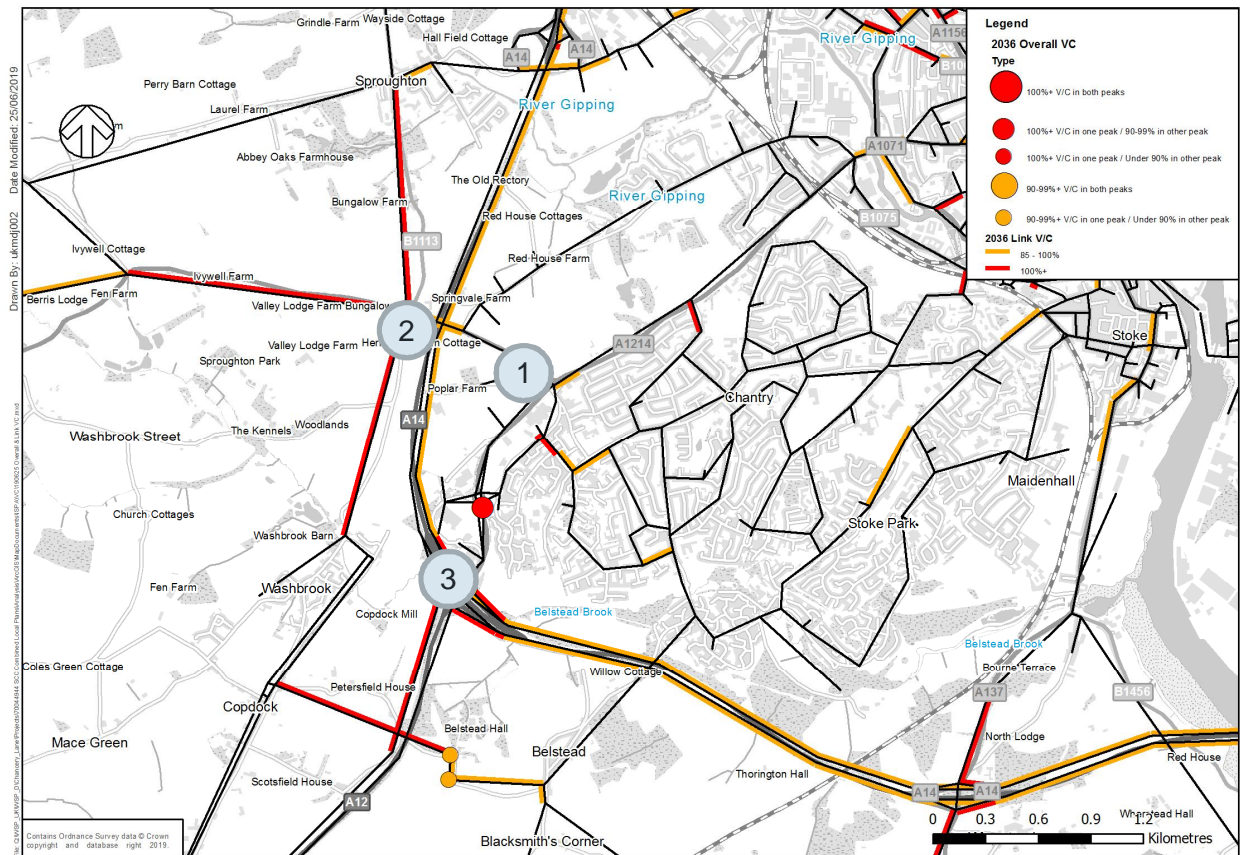 Date Modified: 25/06/2019
Drawn By: ukmdj002
Grindle Farm
Wayside Cottage
Hall Field Cottage
A14
A14
Perry Barn Cottage
Sproughton
Laurel Farm
River Gipping
River Gipping
A1156
Abbey Oaks Farmhouse
A1071
The Old Rectory
Bungalow Farm
River Gipping
Red House Cottages
B1075
B1113
Ivywell Cottage
Red House Farm
Ivywell Farm
Berris Lodge
Fen Farm
Valley Lodge Farm Bungalow
Springvale Farm
2
Valley Lodge Farm
Cottage
A1214
Stoke
Sproughton Park
1
Poplar Farm
Chantry
A14
Woodlands
The Kennels
Washbrook Street
Maidenhall
Church Cottages
Stoke Park
Washbrook Barn
Fen Farm
Washbrook
3
Copdock Mill
Belstead Brook
Belstead Brook
Coles Green Cottage
Willow Cottage
Bourne Terrace
Petersfield House
A137
B1456
Copdock
Belstead Hall
Mace Green
Belstead
North Lodge
Red House
Scotsfield House
Thorington Hall
A12
A14
A14
Blacksmith's Corner
0 0.3 0.6 0.9 1.2
Kilometres
Contains Ordnance Survey data © Crown
copyright and database right 2019.
Legend
2036 Overall VC
Type
100%+ V/C in both peaks
100%+ V/C in one peak / 90-99% in other peak
100%+ V/C in one peak / Under 90% in other peak
90-99%+ V/C in both peaks
90-99%+ V/C in one peak / Under 90% in other peak
2036 Link V/C
85 - 100%
100%+